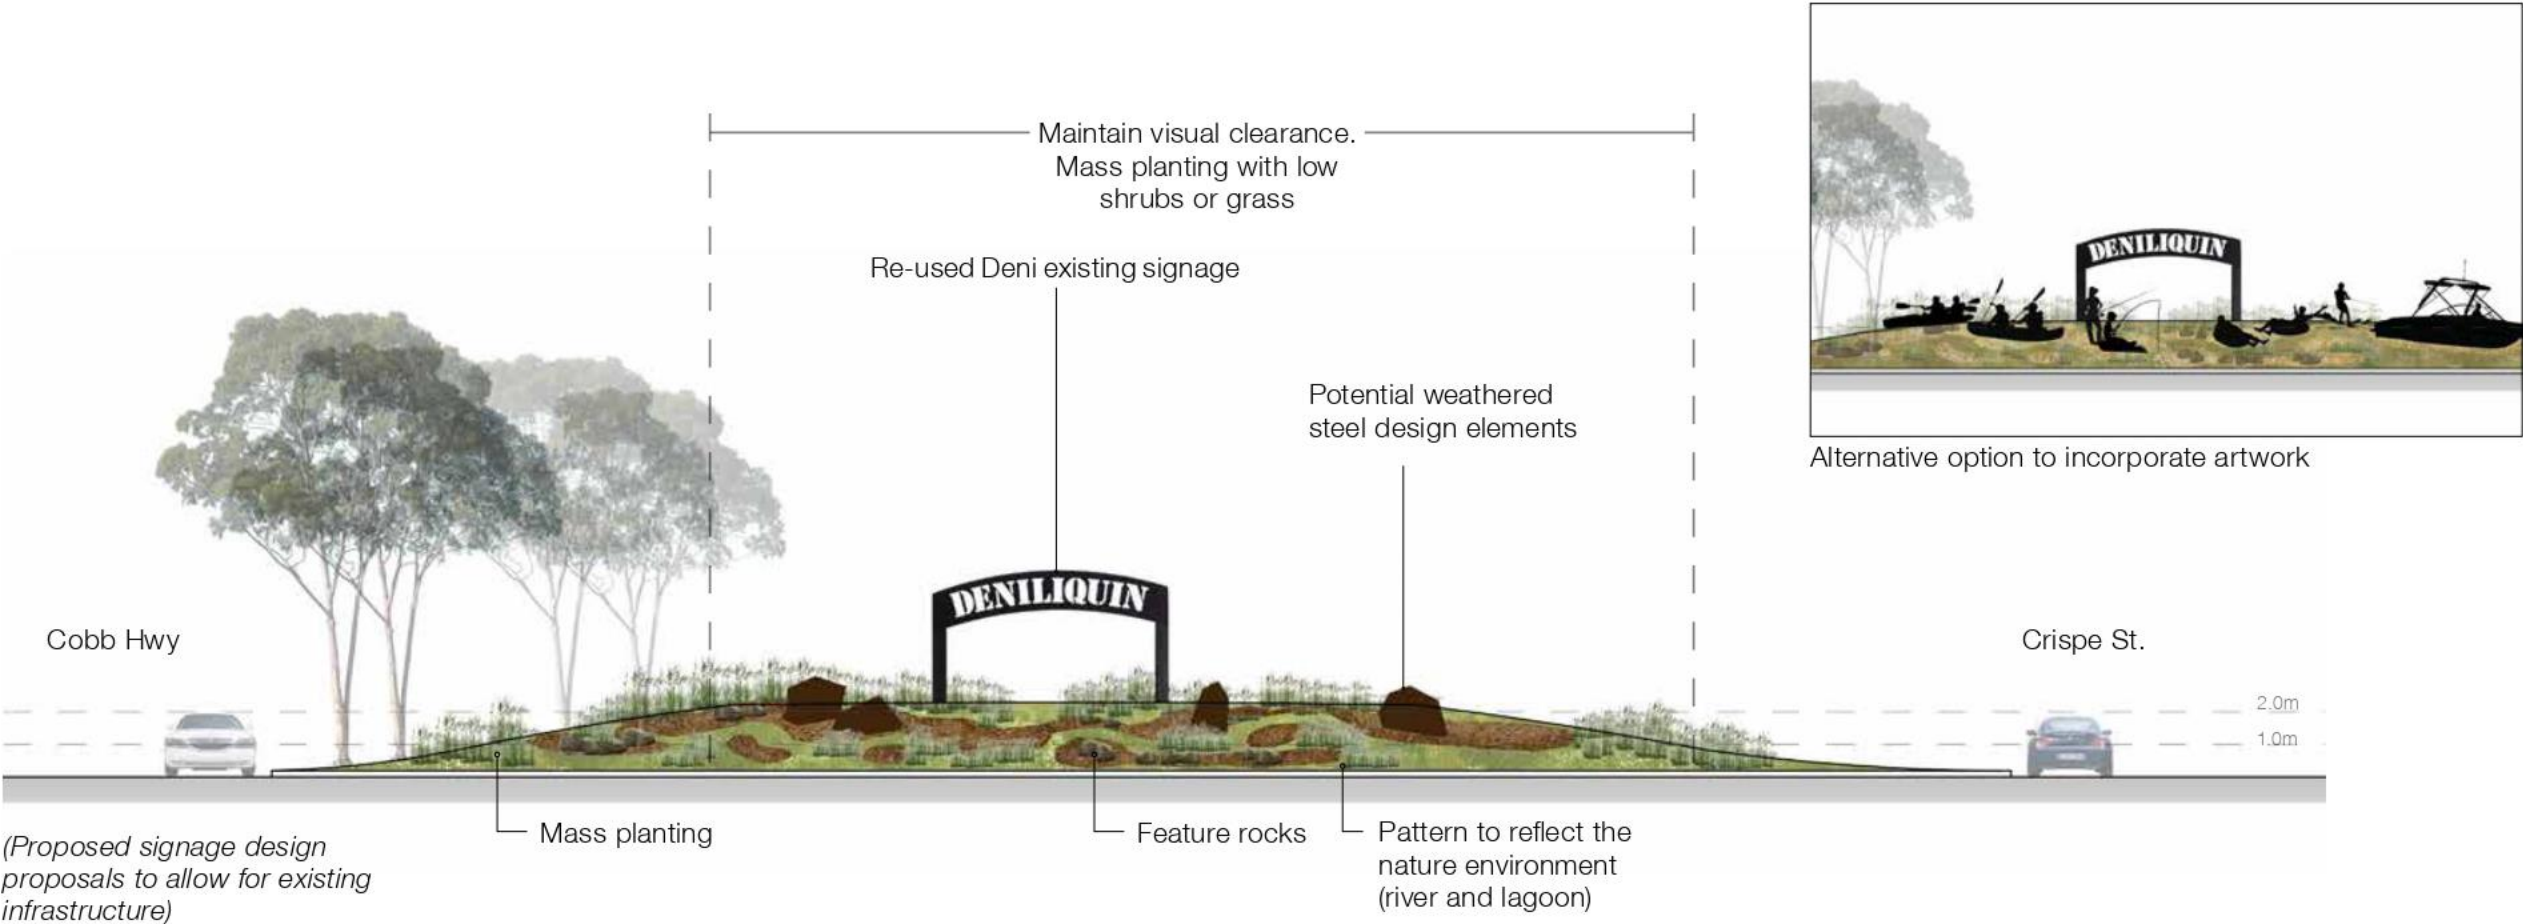 Maintain visual clearance.
Mass planting with low
shrubs or grass
Re-used Deni existing signage
Potential weathered
steel design elements
DENILIQUIN
Alternative option to incorporate artwork
DENILIQUIN
Cobb Hwy
Crispe St.
2.0m
1.0m
Mass planting
Feature rocks
Pattern to reflect the
nature environment
(river and lagoon)
(Proposed signage design
proposals to allow for existing
infrastructure)